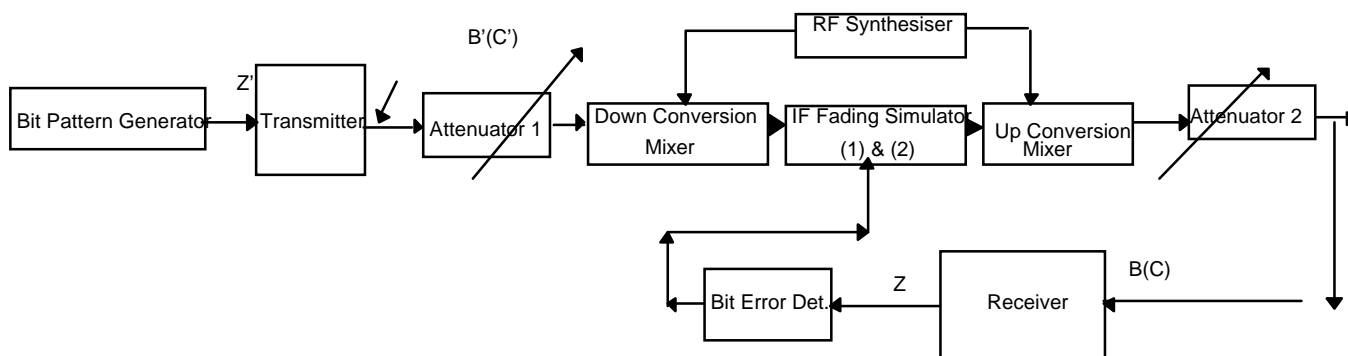 RF Synthesiser
B'(C')
Z'
Bit Pattern Generator
Transmitter
Attenuator 1
Down Conversion
Mixer
IF Fading Simulator
(1) & (2)
Up Conversion
Mixer
Attenuator 2
B(C)
Z
Bit Error Det.
Receiver